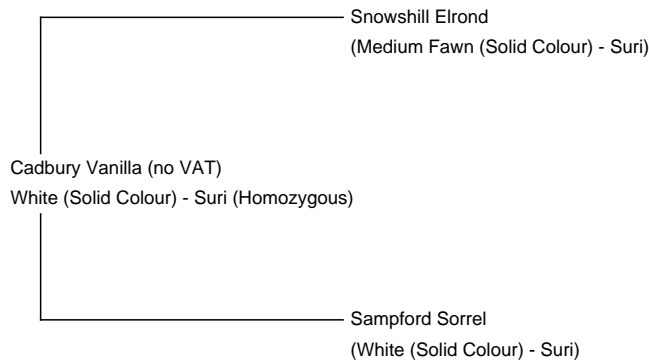 Snowshill Elrond
(Medium Fawn (Solid Colour) - Suri)
Cadbury Vanilla (no VAT)
White (Solid Colour) - Suri (Homozygous)
Sampford Sorrel
(White (Solid Colour) - Suri)